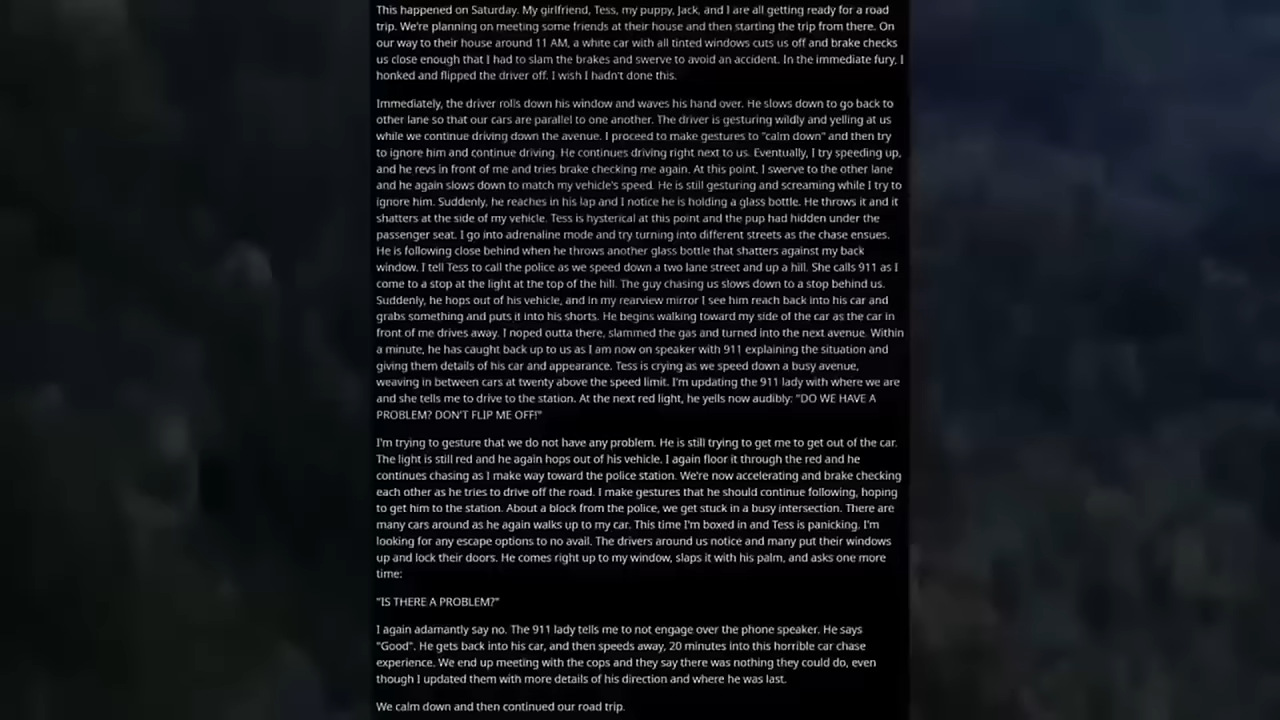 This happened on Saturday. My girlfriend, Tess, my puppy, Jack, and I are all getting ready for a road
trip. We're planning on meeting some friends at their house and then starting the trip from there. On
our way to their house around 11 AM, a white car with all tinted windows cuts us off and brake checks
us close enough that I had to slam the brakes and swerve to avoid an accident. In the immediate fury, I
honked and flipped the driver off. I wish I hadn't done this.
Immediately, the driver rolls down his window and waves his hand over. He slows down to go back to
other lane so that our cars are parallel to one another. The driver is gesturing wildly and yelling at us
while we continue driving down the avenue. I proceed to make gestures to "calm down" and then try
to ignore him and continue driving. He continues driving right next to us. Eventually, I try speeding up,
and he revs in front of me and tries brake checking me again. At this point, I swerve to the other lane
and he again slows down to match my vehicle's speed. He is still gesturing and screaming while I try to
ignore him. Suddenly, he reaches in his lap and I notice he is holding a glass bottle. He throws it and it
shatters at the side of my vehicle. Tess is hysterical at this point and the pup had hidden under the
passenger seat. I go into adrenaline mode and try turning into different streets as the chase ensues.
He is following close behind when he throws another glass bottle that shatters against my back
window. I tell Tess to call the police as we speed down a two lane street and up a hill. She calls 911 as I
come to a stop at the light at the top of the hill. The guy chasing us slows down to a stop behind us.
Suddenly, he hops out of his vehicle, and in my rearview mirror I see him reach back into his car and
grabs something and puts it into his shorts. He begins walking toward my side of the car as the car in
front of me drives away. I noped outta there, slammed the gas and turned into the next avenue. Within
a minute, he has caught back up to us as I am now on speaker with 911 explaining the situation and
giving them details of his car and appearance. Tess is crying as we speed down a busy avenue,
weaving in between cars at twenty above the speed limit. I'm updating the 911 lady with where we are
and she tells me to drive to the station. At the next red light, he yells now audibly: "DO WE HAVE A
PROBLEM? DON'T FLIP ME OFF!"
I'm trying to gesture that we do not have any problem. He is still trying to get me to get out of the car.
The light is still red and he again hops out of his vehicle. I again floor it through the red and he
continues chasing as I make way toward the police station. We're now accelerating and brake checking
each other as he tries to drive off the road. I make gestures that he should continue following, hoping
to get him to the station. About a block from the police, we get stuck in a busy intersection. There are
many cars around as he again walks up to my car. This time I'm boxed in and Tess is panicking. I'm
looking for any escape options to no avail. The drivers around us notice and many put their windows
up and lock their doors. He comes right up to my window, slaps it with his palm, and asks one more
time:
"IS THERE A PROBLEM?"
I again adamantly say no. The 911 lady tells me to not engage over the phone speaker. He says
"Good". He gets back into his car, and then speeds away, 20 minutes into this horrible car chase
experience. We end up meeting with the cops and they say there was nothing they could do, even
though I updated them with more details of his direction and where he was last.
We calm down and then continued our road trip.